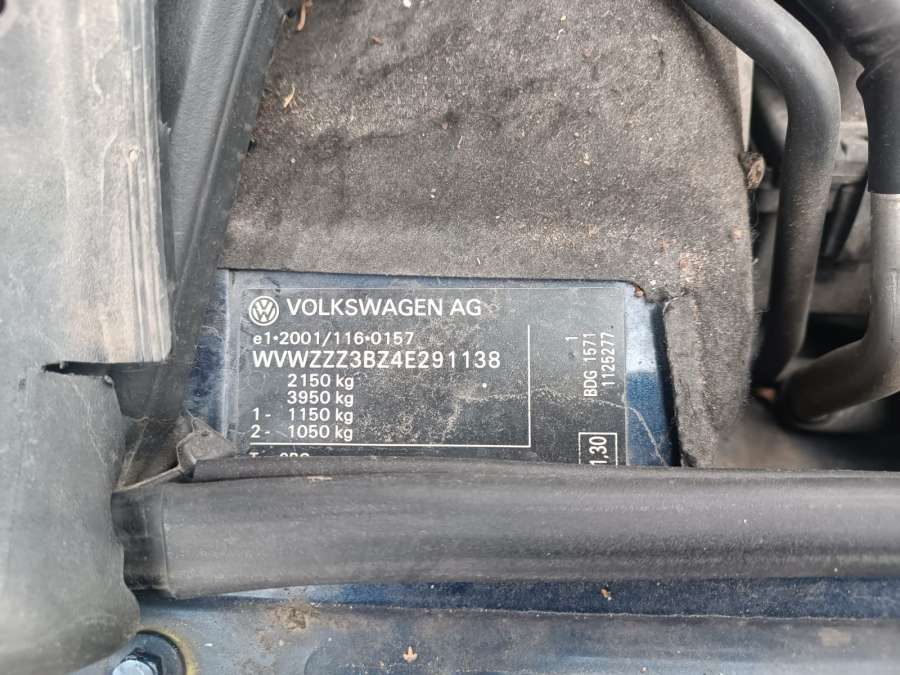 VOLKSWAGEN AG
e1*2001/116*0157
WVWZZZ3BZ4E291138
2150 kg
3950 kg
1 - 1150 kg
2 - 1050 kg
1
BDG 1571
1125277
1,30